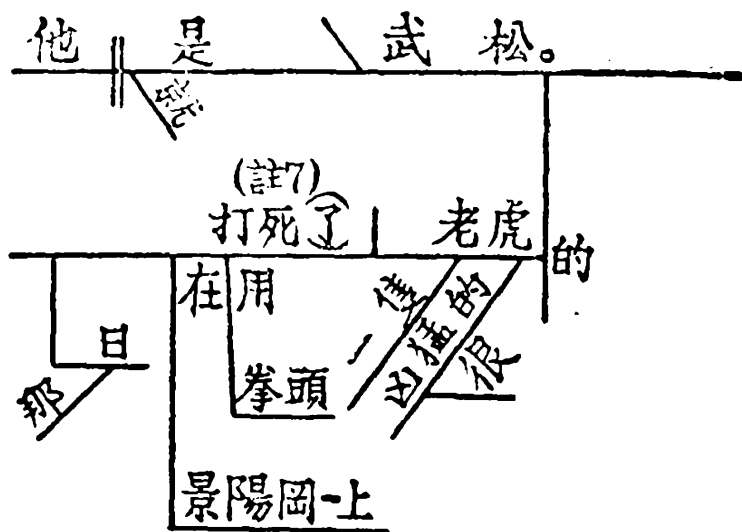 他 是 武 松。
就
(註7)
打死(了) 老虎 的
在 用 一隻 凶猛的 很
日 那 拳頭
景陽岡-上